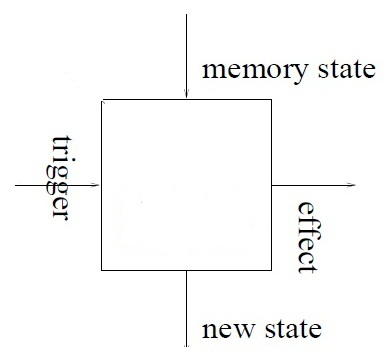 memory state
trigger
effect
new state